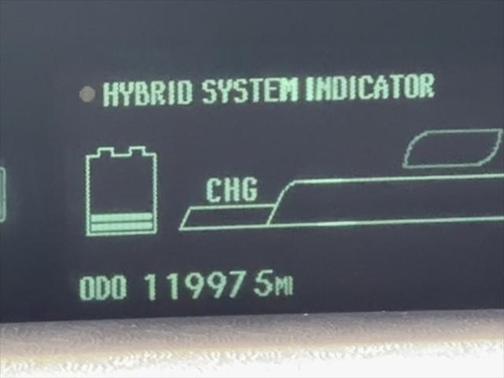 HYBRID SYSTEM INDICATOR
CHG
ODO 119975MI